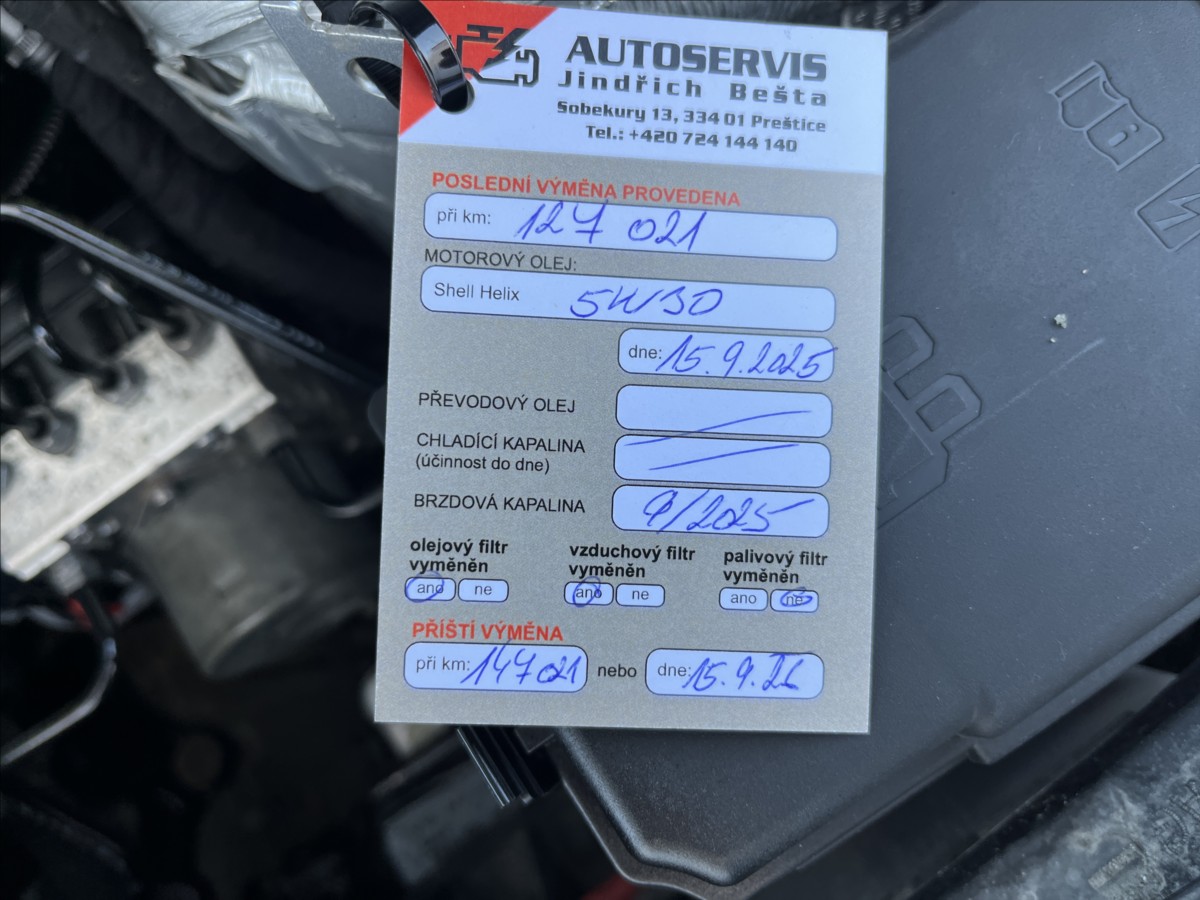 AUTOSERVIS
Jindřich Bešta
Sobekury 13, 334 01 Přeštice
Tel.: +420 724 144 140
POSLEDNÍ VÝMĚNA PROVEDENA
při km: 127 021
MOTOROVÝ OLEJ:
Shell Helix 5W30
dne: 15.9.2025
PŘEVODOVÝ OLEJ
CHLADÍCÍ KAPALINA
(účinnost do dne)
BRZDOVÁ KAPALINA 9/2025
olejový filtr vzduchový filtr palivový filtr
vyměněn vyměněn vyměněn
ano ne ano ne ano ne
PŘÍŠTÍ VÝMĚNA
při km: 147021 nebo dne: 15.9.26